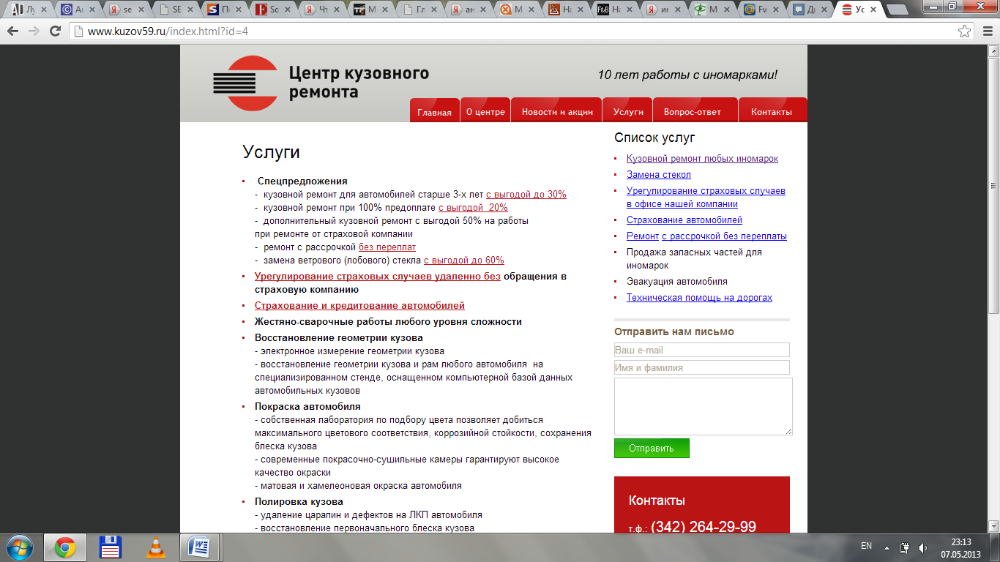 Лу
Ан
se
SE
По
So
Чт
М
Гл
ан
М
На
На
ин
М
Fw
Ди
Ус
www.kuzov59.ru/index.html?id=4
Центр кузовного
ремонта
10 лет работы с иномарками!
Главная
О центре
Новости и акции
Услуги
Вопрос-ответ
Контакты
Услуги
Спецпредложения
- кузовной ремонт для автомобилей старше 3-х лет с выгодой до 30%
- кузовной ремонт при 100% предоплате с выгодой 20%
- дополнительный кузовной ремонт с выгодой 50% на работы
при ремонте от страховой компании
- ремонт с рассрочкой без переплат
- замена ветрового (лобового) стекла с выгодой до 60%
Урегулирование страховых случаев удаленно без обращения в
страховую компанию
Страхование и кредитование автомобилей
Жестяно-сварочные работы любого уровня сложности
Восстановление геометрии кузова
- электронное измерение геометрии кузова
- восстановление геометрии кузова и рам любого автомобиля на
специализированном стенде, оснащенном компьютерной базой данных
автомобильных кузовов
Покраска автомобиля
- собственная лаборатория по подбору цвета позволяет добиться
максимального цветового соответствия, коррозийной стойкости, сохранения
блеска кузова
- современные покрасочно-сушильные камеры гарантируют высокое
качество окраски
- матовая и хамелеоновая окраска автомобиля
Полировка кузова
- удаление царапин и дефектов на ЛКП автомобиля
- восстановление первоначального блеска кузова
Список услуг
Кузовной ремонт любых иномарок
Замена стекол
Урегулирование страховых случаев
в офисе нашей компании
Страхование автомобилей
Ремонт с рассрочкой без переплаты
Продажа запасных частей для
иномарок
Эвакуация автомобиля
Техническая помощь на дорогах
Отправить нам письмо
Ваш e-mail
Имя и фамилия
Отправить
Контакты
т.ф.: (342) 264-29-99
EN
23:13
07.05.2013